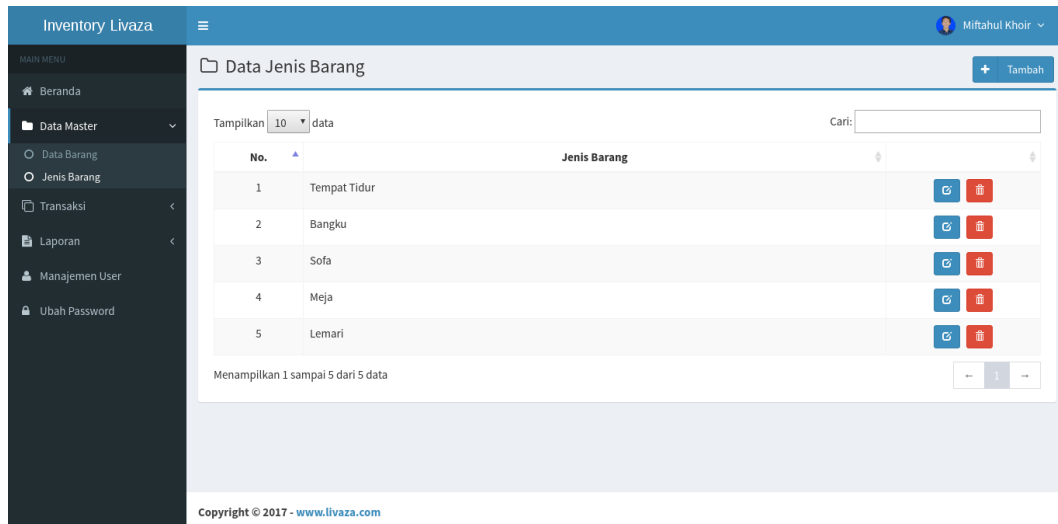 Inventory Livaza
Miftahul Khoir
MAIN MENU
Beranda
Data Master
Data Barang
Jenis Barang
Transaksi
Laporan
Manajemen User
Ubah Password
Data Jenis Barang
Tambah
Tampilkan 10 data
Cari:
No. Jenis Barang
1 Tempat Tidur
2 Bangku
3 Sofa
4 Meja
5 Lemari
Menampilkan 1 sampai 5 dari 5 data
← 1 →
Copyright © 2017 - www.livaza.com